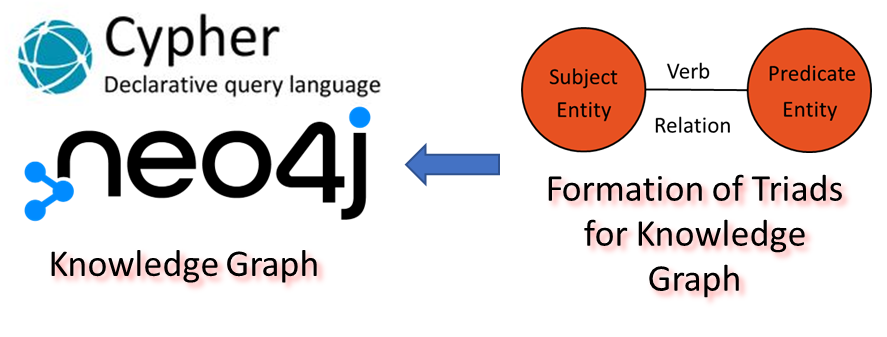 Cypher
Declarative query language
neo4j
Knowledge Graph
Subject
Entity
Verb
Relation
Predicate
Entity
Formation of Triads
for Knowledge
Graph